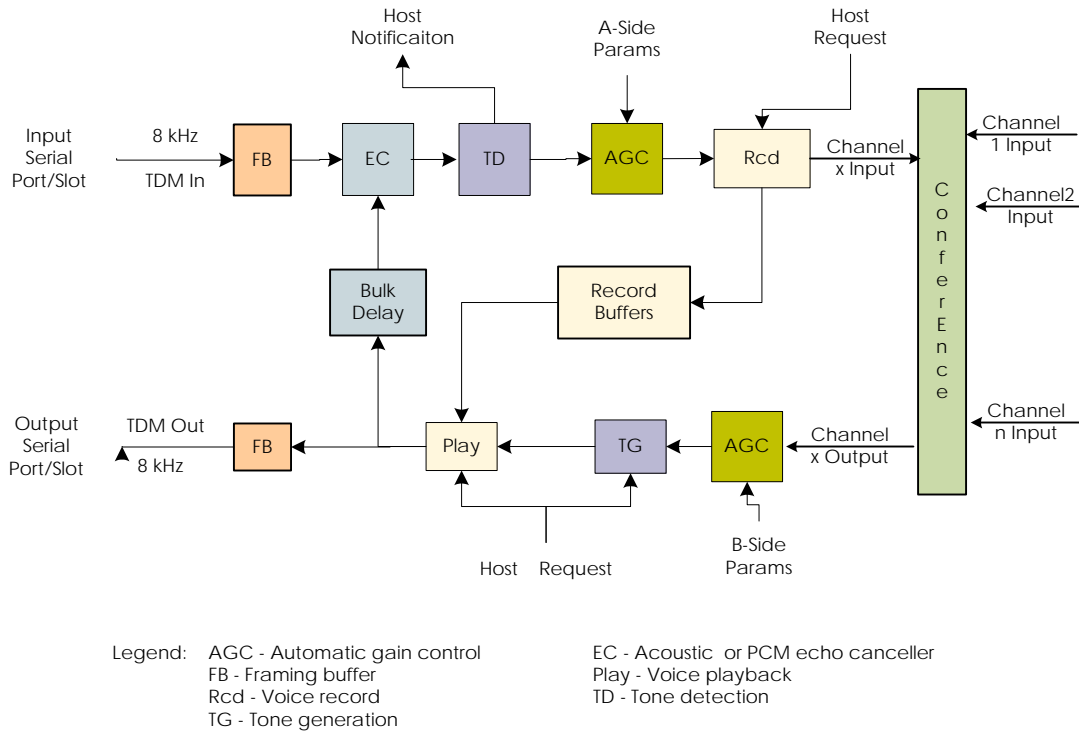 Host
Notificaiton
A-Side
Params
Host
Request
Input
Serial
Port/Slot
8 kHz
TDM In
FB
EC
TD
AGC
Rcd
Channel
x Input
C
o
n
f
e
r
E
n
c
e
Channel
1 Input
Channel2
Input
Bulk
Delay
Record
Buffers
Channel
n Input
Output
Serial
Port/Slot
TDM Out
8 kHz
FB
Play
TG
AGC
Channel
x Output
Host Request
B-Side
Params
Legend: AGC - Automatic gain control
FB - Framing buffer
Rcd - Voice record
TG - Tone generation
EC - Acoustic or PCM echo canceller
Play - Voice playback
TD - Tone detection